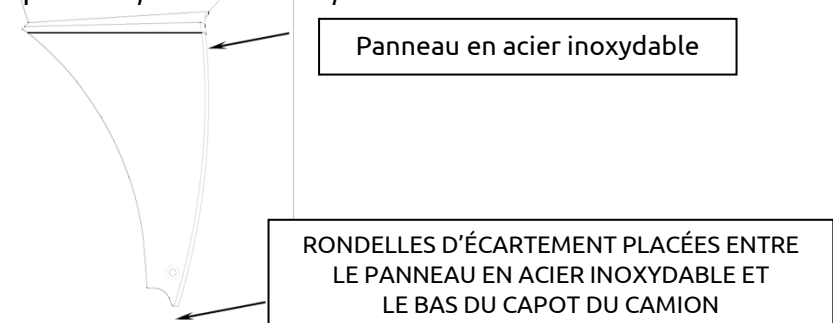 Panneau en acier inoxydable
RONDELLES D'ÉCARTEMENT PLACÉES ENTRE
LE PANNEAU EN ACIER INOXYDABLE ET
LE BAS DU CAPOT DU CAMION